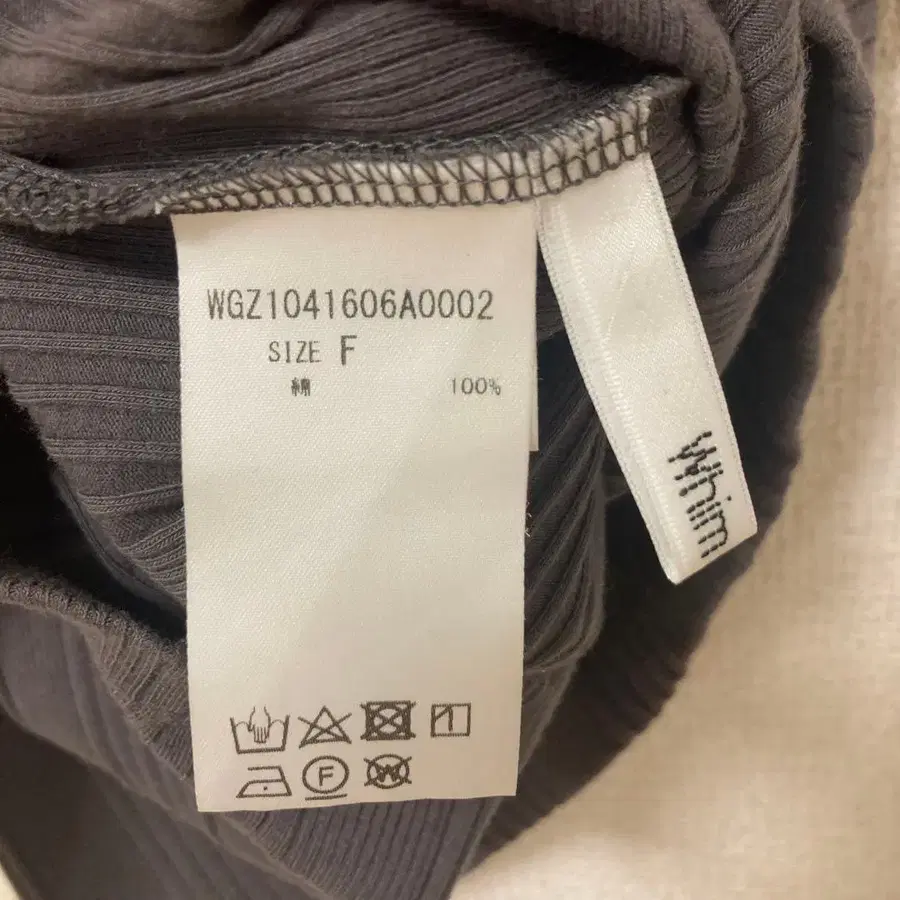 WGZ1041606A0002
SIZE F
綿 100%
Whim
F
W